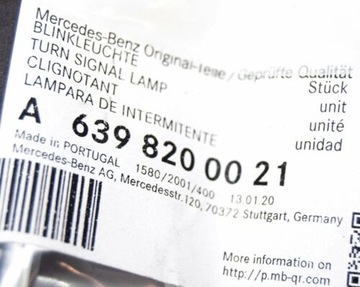 Mercedes-Benz Original-Teile / Geprüfte Qualität
BLINKLEUCHTE Stück
TURN SIGNAL LAMP unit
CLIGNOTANT unité
LAMPARA DE INTERMITENTE unidad
A 639 820 00 21
Made in PORTUGAL 1580/2001/400 13.01.20
Mercedes-Benz AG, Mercedesstr.120, 70372 Stuttgart, Germany
More information on
http://p.mb-qr.com/